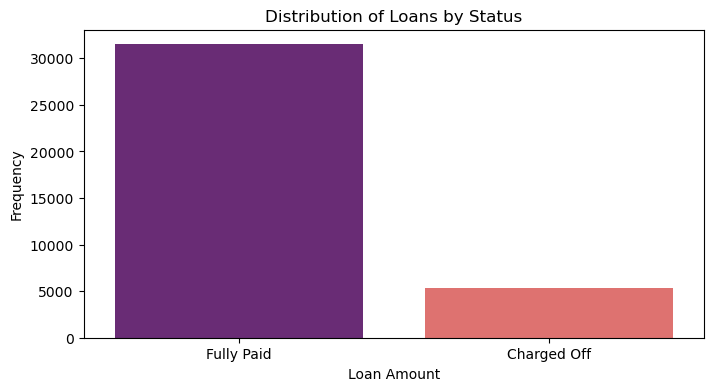 Distribution of Loans by Status
Frequency
30000
25000
20000
15000
10000
5000
0
Fully Paid
Charged Off
Loan Amount